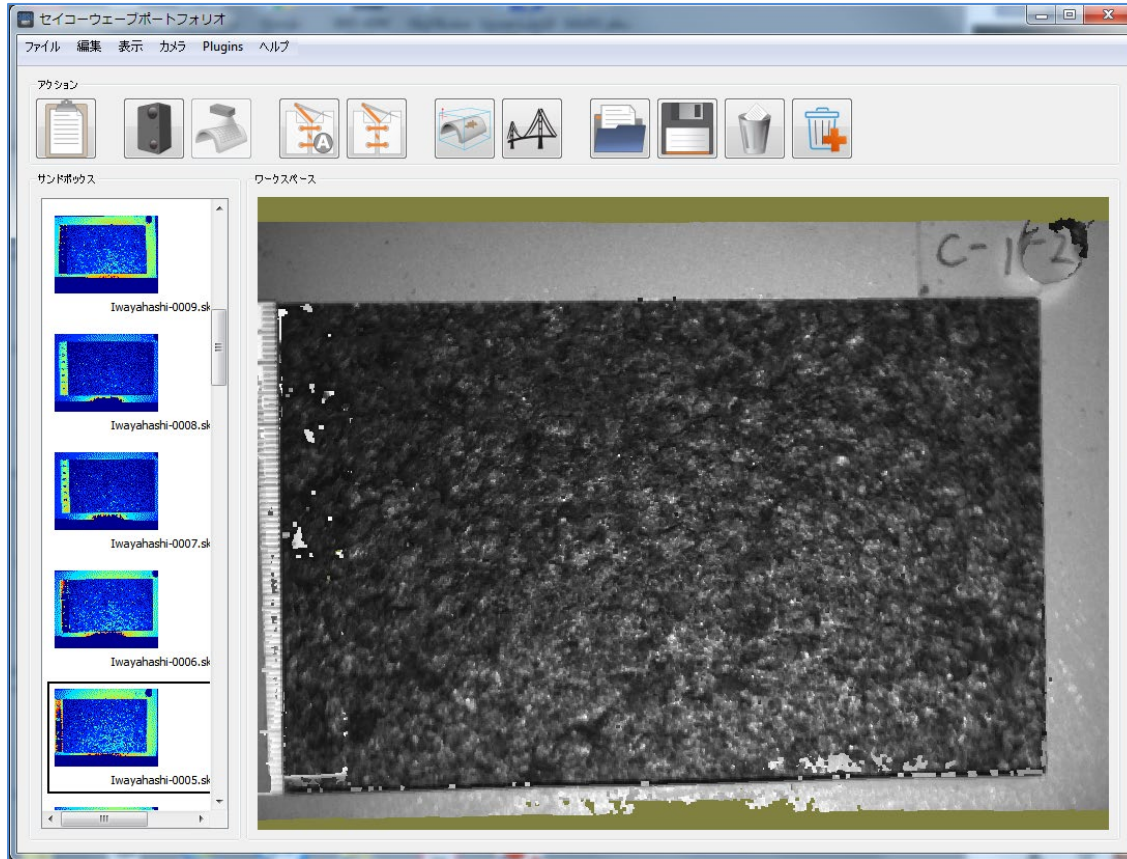 セイコーウェーブポートフォリオ
ファイル 編集 表示 カメラ Plugins ヘルプ
アクション
A
サンドボックス
ワークスペース
Iwayahashi-0009.sk
Iwayahashi-0008.sk
Iwayahashi-0007.sk
Iwayahashi-0006.sk
Iwayahashi-0005.sk
C-1-2